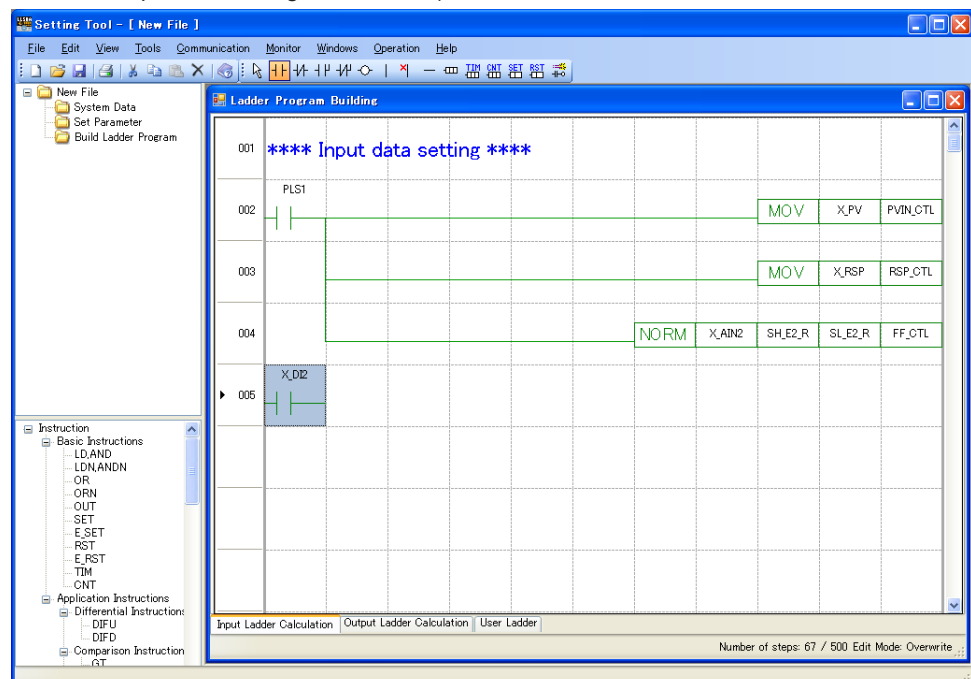 Setting Tool - [ New File ]
File Edit View Tools Communication Monitor Windows Operation Help
TIM CNT SET RST
New File
System Data
Set Parameter
Build Ladder Program
Ladder Program Building
001 **** Input data setting ****
PLS1
002 MOV X_PV PVIN_CTL
003 MOV X_RSP RSP_CTL
004 NORM X_AIN2 SH_E2_R SL_E2_R FF_CTL
X_DI2
005
Instruction
Basic Instructions
LD,AND
LDN,ANDN
OR
ORN
OUT
SET
E_SET
RST
E_RST
TIM
CNT
Application Instructions
Differential Instructions
DIFU
DIFD
Comparison Instruction
GT
Input Ladder Calculation Output Ladder Calculation User Ladder
Number of steps: 67 / 500 Edit Mode: Overwrite